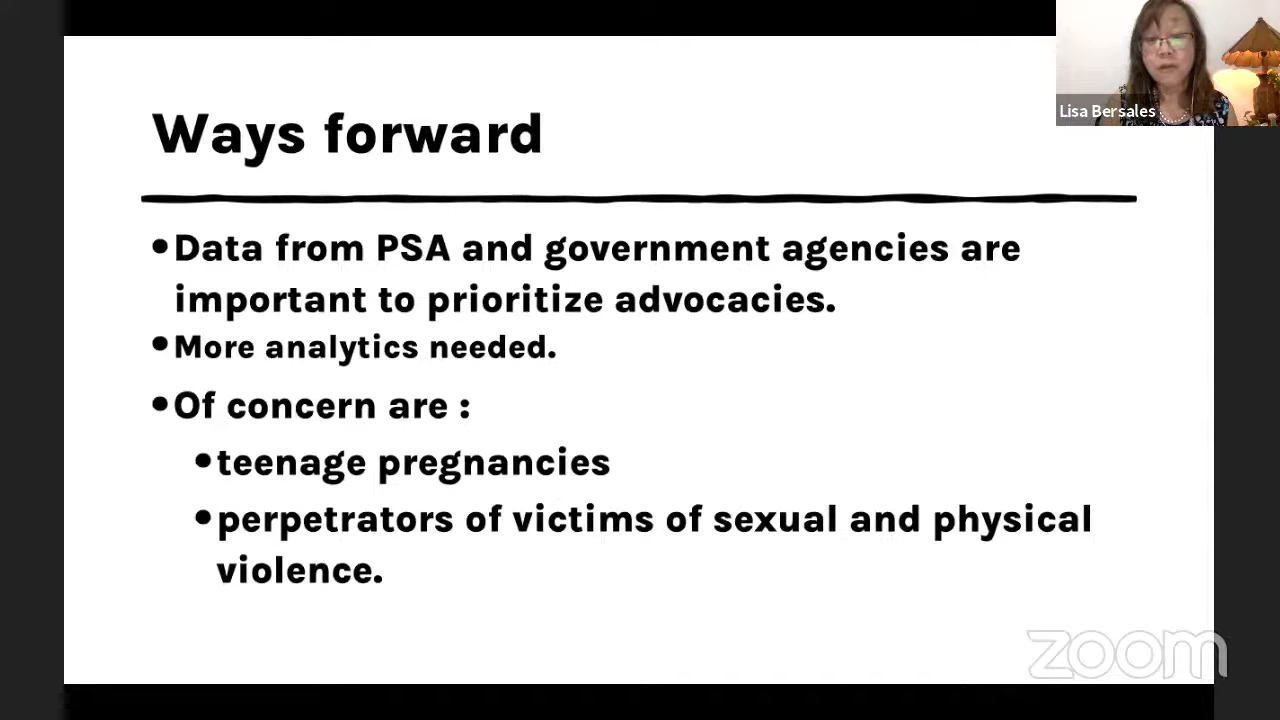 Lisa Bersales
Ways forward
•Data from PSA and government agencies are
important to prioritize advocacies.
•More analytics needed.
•Of concern are :
•teenage pregnancies
•perpetrators of victims of sexual and physical
violence.
zoom